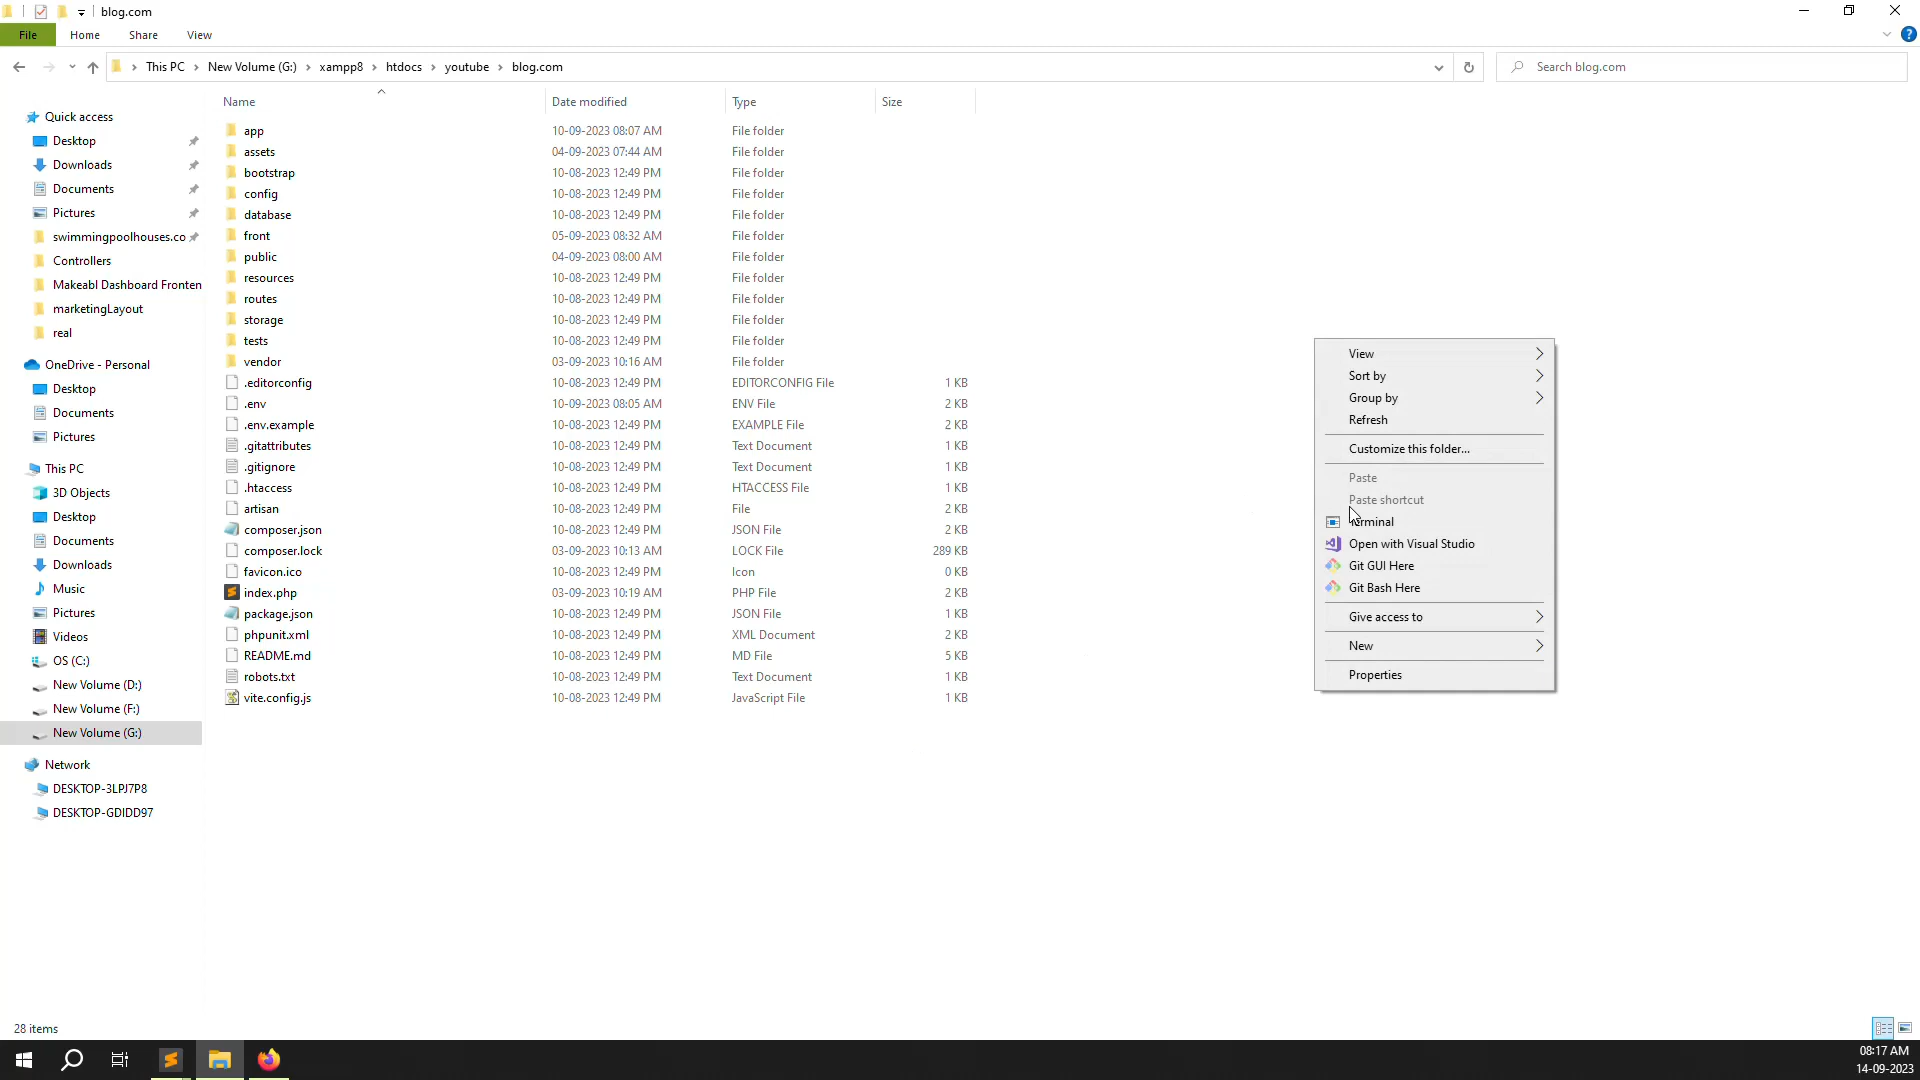 blog.com
File Home Share View
This PC New Volume (G:) xampp8 htdocs youtube blog.com Search blog.com
Name Date modified Type Size
Quick access
Desktop
Downloads
Documents
Pictures
swimmingpoolhouses.co
Controllers
Makeabl Dashboard Fronten
marketingLayout
real
OneDrive - Personal
Desktop
Documents
Pictures
This PC
3D Objects
Desktop
Documents
Downloads
Music
Pictures
Videos
OS (C:)
New Volume (D:)
New Volume (F:)
New Volume (G:)
Network
DESKTOP-3LPJ7P8
DESKTOP-GDIDD97
app 10-09-2023 08:07 AM File folder
assets 04-09-2023 07:44 AM File folder
bootstrap 10-08-2023 12:49 PM File folder
config 10-08-2023 12:49 PM File folder
database 10-08-2023 12:49 PM File folder
front 05-09-2023 08:32 AM File folder
public 04-09-2023 08:00 AM File folder
resources 10-08-2023 12:49 PM File folder
routes 10-08-2023 12:49 PM File folder
storage 10-08-2023 12:49 PM File folder
tests 10-08-2023 12:49 PM File folder
vendor 03-09-2023 10:16 AM File folder
.editorconfig 10-08-2023 12:49 PM EDITORCONFIG File 1 KB
.env 10-09-2023 08:05 AM ENV File 2 KB
.env.example 10-08-2023 12:49 PM EXAMPLE File 2 KB
.gitattributes 10-08-2023 12:49 PM Text Document 1 KB
.gitignore 10-08-2023 12:49 PM Text Document 1 KB
.htaccess 10-08-2023 12:49 PM HTACCESS File 1 KB
artisan 10-08-2023 12:49 PM File 2 KB
composer.json 10-08-2023 12:49 PM JSON File 2 KB
composer.lock 03-09-2023 10:13 AM LOCK File 289 KB
favicon.ico 10-08-2023 12:49 PM Icon 0 KB
index.php 03-09-2023 10:19 AM PHP File 2 KB
package.json 10-08-2023 12:49 PM JSON File 1 KB
phpunit.xml 10-08-2023 12:49 PM XML Document 2 KB
README.md 10-08-2023 12:49 PM MD File 5 KB
robots.txt 10-08-2023 12:49 PM Text Document 1 KB
vite.config.js 10-08-2023 12:49 PM JavaScript File 1 KB
View
Sort by
Group by
Refresh
Customize this folder...
Paste
Paste shortcut
Terminal
Open with Visual Studio
Git GUI Here
Git Bash Here
Give access to
New
Properties
28 items
08:17 AM
14-09-2023